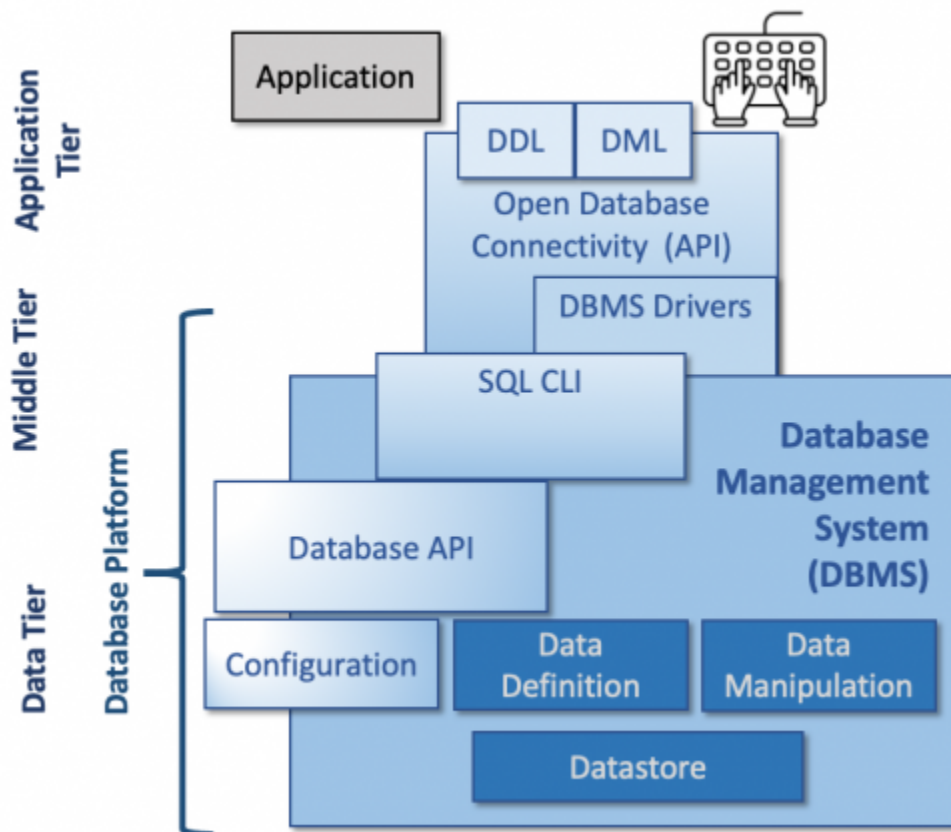 Application
Tier
Middle Tier
Data Tier
Database Platform
Application
DDL
DML
Open Database
Connectivity (API)
DBMS Drivers
SQL CLI
Database
Management
System
(DBMS)
Database API
Configuration
Data
Definition
Data
Manipulation
Datastore